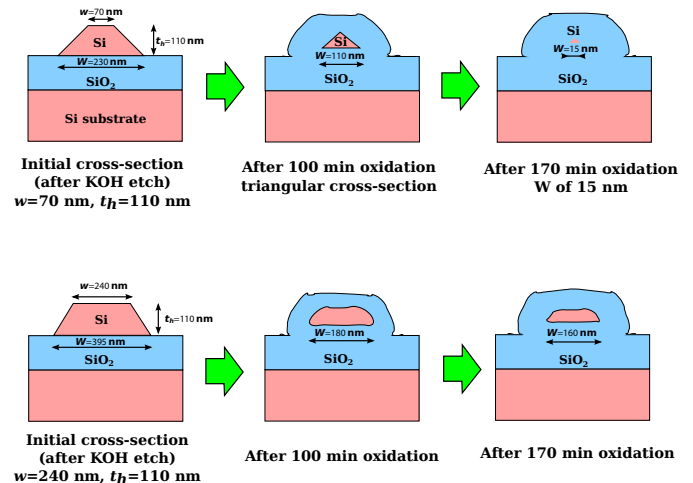 w=70 nm
Si
tₕ=110 nm
W=230 nm
SiO₂
Si substrate
Initial cross-section
(after KOH etch)
w=70 nm, tₕ=110 nm
Si
W=110 nm
SiO₂
After 100 min oxidation
triangular cross-section
Si
W=15 nm
SiO₂
After 170 min oxidation
W of 15 nm
w=240 nm
Si
tₕ=110 nm
W=395 nm
SiO₂
Initial cross-section
(after KOH etch)
w=240 nm, tₕ=110 nm
W=180 nm
SiO₂
After 100 min oxidation
W=160 nm
SiO₂
After 170 min oxidation